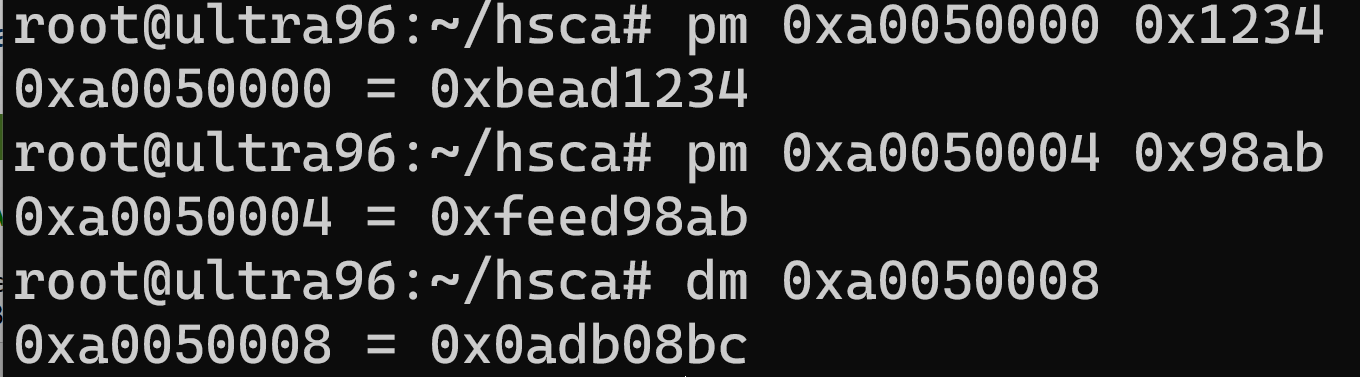 root@ultra96:~/hsca# pm 0xa0050000 0x1234
0xa0050000 = 0xbead1234
root@ultra96:~/hsca# pm 0xa0050004 0x98ab
0xa0050004 = 0xfeed98ab
root@ultra96:~/hsca# dm 0xa0050008
0xa0050008 = 0x0adb08bc